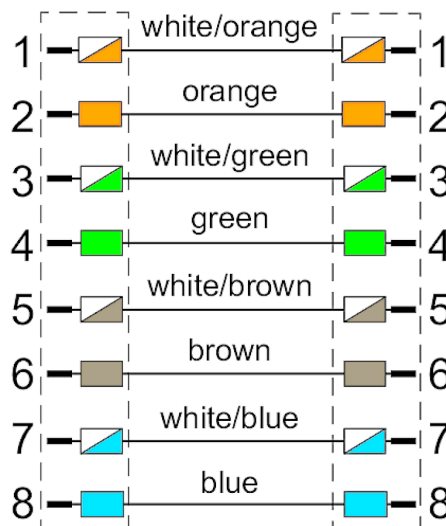 1 white/orange 1
2 orange 2
3 white/green 3
4 green 4
5 white/brown 5
6 brown 6
7 white/blue 7
8 blue 8